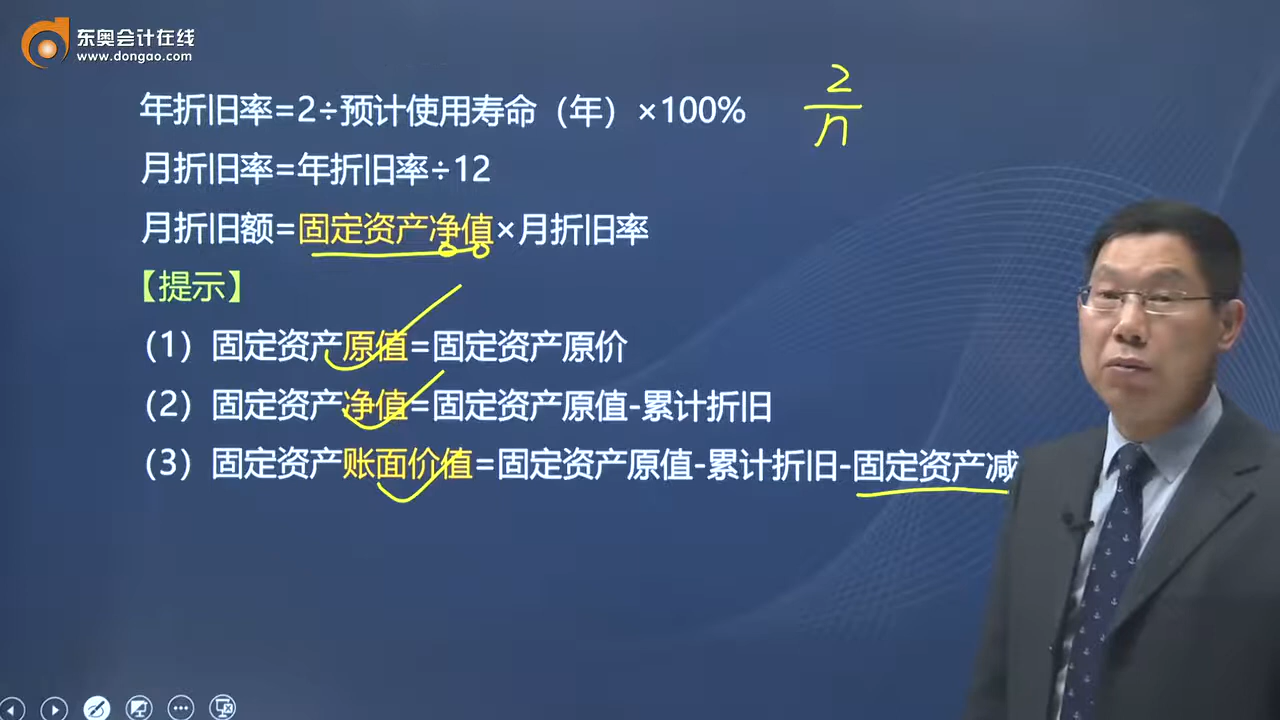 东奥会计在线
www.dongao.com
年折旧率=2÷预计使用寿命（年）×100%
2
n
月折旧率=年折旧率÷12
月折旧额=固定资产净值×月折旧率
【提示】
（1）固定资产原值=固定资产原价
（2）固定资产净值=固定资产原值-累计折旧
（3）固定资产账面价值=固定资产原值-累计折旧-固定资产减